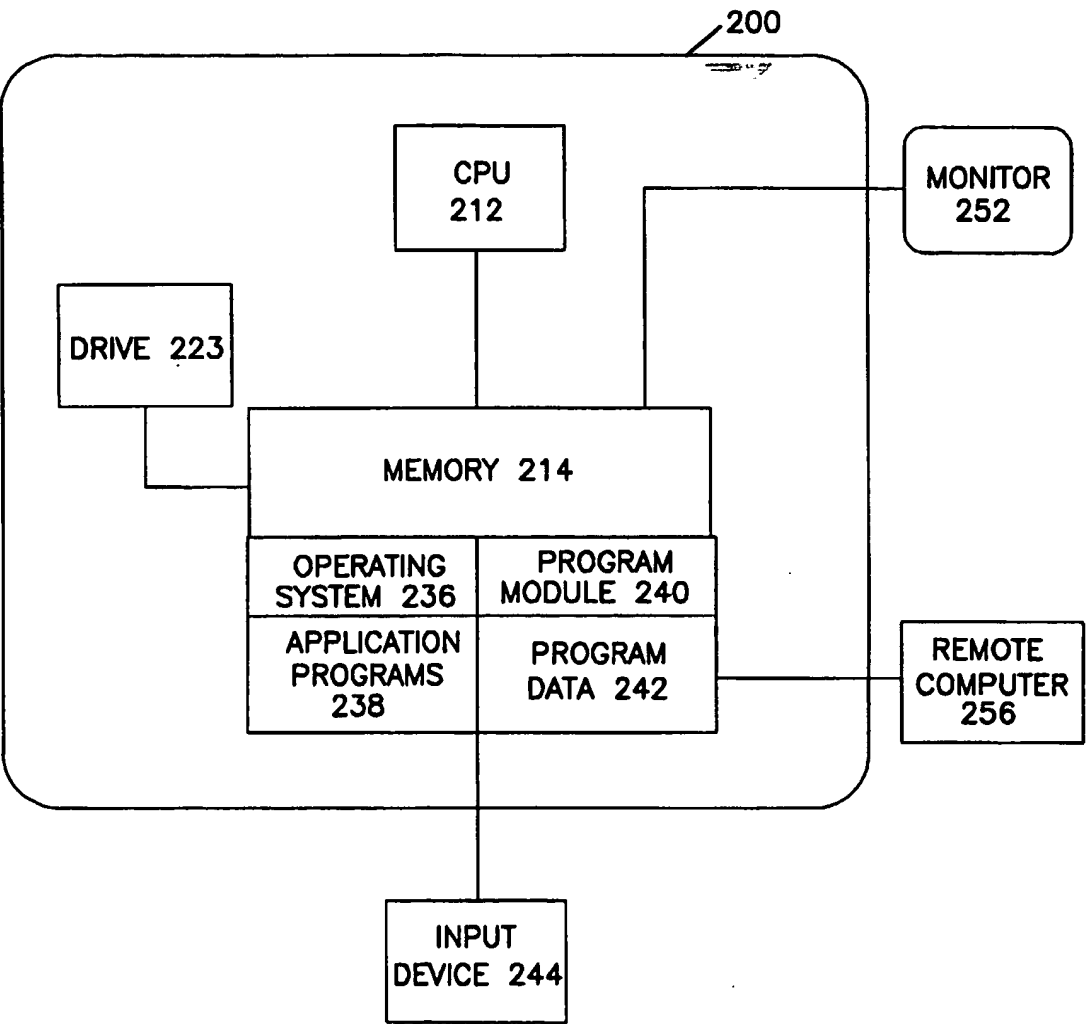 200
CPU
212
MONITOR
252
DRIVE 223
MEMORY 214
OPERATING
SYSTEM 236
PROGRAM
MODULE 240
APPLICATION
PROGRAMS
238
PROGRAM
DATA 242
REMOTE
COMPUTER
256
INPUT
DEVICE 244